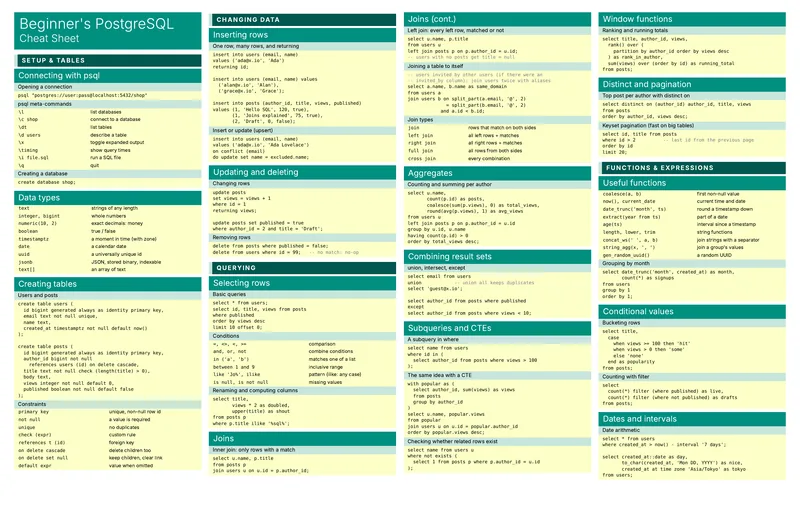 Beginner's PostgreSQL
Cheat Sheet
SETUP & TABLES
Connecting with psql
Opening a connection
psql "postgres://user:pass@localhost:5432/shop"
psql meta-commands
\l list databases
\c shop connect to a database
\dt list tables
\d users describe a table
\x toggle expanded output
\timing show query times
\i file.sql run a SQL file
\q quit
Creating a database
create database shop;
Data types
text strings of any length
integer, bigint whole numbers
numeric(10, 2) exact decimals: money
boolean true / false
timestamptz a moment in time (with zone)
date a calendar date
uuid a universally unique id
jsonb JSON, stored binary, indexable
text[] an array of text
Creating tables
Users and posts
create table users (
id bigint generated always as identity primary key,
email text not null unique,
name text,
created_at timestamptz not null default now()
);
create table posts (
id bigint generated always as identity primary key,
author_id bigint not null
references users (id) on delete cascade,
title text not null check (length(title) > 0),
body text,
views integer not null default 0,
published boolean not null default false
);
Constraints
primary key unique, non-null row id
not null a value is required
unique no duplicates
check (expr) custom rule
references t (id) foreign key
on delete cascade delete children too
on delete set null keep children, clear link
default expr value when omitted
CHANGING DATA
Inserting rows
One row, many rows, and returning
insert into users (email, name)
values ('ada@x.io', 'Ada')
returning id;
insert into users (email, name) values
('alan@x.io', 'Alan'),
('grace@x.io', 'Grace');
insert into posts (author_id, title, views, published)
values (1, 'Hello SQL', 120, true),
(1, 'Joins explained', 75, true),
(2, 'Draft', 0, false);
Insert or update (upsert)
insert into users (email, name)
values ('ada@x.io', 'Ada Lovelace')
on conflict (email)
do update set name = excluded.name;
Updating and deleting
Changing rows
update posts
set views = views + 1
where id = 1
returning views;
update posts set published = true
where author_id = 2 and title = 'Draft';
Removing rows
delete from posts where published = false;
delete from users where id = 99; -- no match: no-op
QUERYING
Selecting rows
Basic queries
select * from users;
select id, title, views from posts
where published
order by views desc
limit 10 offset 0;
Conditions
=, <>, <, >= comparison
and, or, not combine conditions
in ('a', 'b') matches one of a list
between 1 and 9 inclusive range
like 'Jo%', ilike pattern (like: any case)
is null, is not null missing values
Renaming and computing columns
select title,
views * 2 as doubled,
upper(title) as shout
from posts p
where p.title ilike '%sql%';
Joins
Inner join: only rows with a match
select u.name, p.title
from posts p
join users u on u.id = p.author_id;
Joins (cont.)
Left join: every left row, matched or not
select u.name, p.title
from users u
left join posts p on p.author_id = u.id;
-- users with no posts get title = null
Joining a table to itself
-- users invited by other users (if there were an
-- invited_by column): join users twice with aliases
select a.name, b.name as same_domain
from users a
join users b on split_part(a.email, '@', 2)
= split_part(b.email, '@', 2)
and a.id < b.id;
Join types
join rows that match on both sides
left join all left rows + matches
right join all right rows + matches
full join all rows from both sides
cross join every combination
Aggregates
Counting and summing per author
select u.name,
count(p.id) as posts,
coalesce(sum(p.views), 0) as total_views,
round(avg(p.views), 1) as avg_views
from users u
left join posts p on p.author_id = u.id
group by u.id, u.name
having count(p.id) > 0
order by total_views desc;
Combining result sets
union, intersect, except
select email from users
union -- union all keeps duplicates
select 'guest@x.io';
select author_id from posts where published
except
select author_id from posts where views < 10;
Subqueries and CTEs
A subquery in where
select name from users
where id in (
select author_id from posts where views > 100
);
The same idea with a CTE
with popular as (
select author_id, sum(views) as views
from posts
group by author_id
)
select u.name, popular.views
from popular
join users u on u.id = popular.author_id
order by popular.views desc;
Checking whether related rows exist
select name from users u
where not exists (
select 1 from posts p where p.author_id = u.id
);
Window functions
Ranking and running totals
select title, author_id, views,
rank() over (
partition by author_id order by views desc
) as rank_in_author,
sum(views) over (order by id) as running_total
from posts;
Distinct and pagination
Top post per author with distinct on
select distinct on (author_id) author_id, title, views
from posts
order by author_id, views desc;
Keyset pagination (fast on big tables)
select id, title from posts
where id > 2 -- last id from the previous page
order by id
limit 20;
FUNCTIONS & EXPRESSIONS
Useful functions
coalesce(a, b) first non-null value
now(), current_date current time and date
date_trunc('month', ts) round a timestamp down
extract(year from ts) part of a date
age(ts) interval since a timestamp
length, lower, trim string functions
concat_ws(' ', a, b) join strings with a separator
string_agg(x, ', ') join a group's values
gen_random_uuid() a random UUID
Grouping by month
select date_trunc('month', created_at) as month,
count(*) as signups
from users
group by 1
order by 1;
Conditional values
Bucketing rows
select title,
case
when views >= 100 then 'hit'
when views > 0 then 'some'
else 'none'
end as popularity
from posts;
Counting with filter
select
count(*) filter (where published) as live,
count(*) filter (where not published) as drafts
from posts;
Dates and intervals
Date arithmetic
select * from users
where created_at > now() - interval '7 days';
select created_at::date as day,
to_char(created_at, 'Mon DD, YYYY') as nice,
created_at at time zone 'Asia/Tokyo' as tokyo
from users;